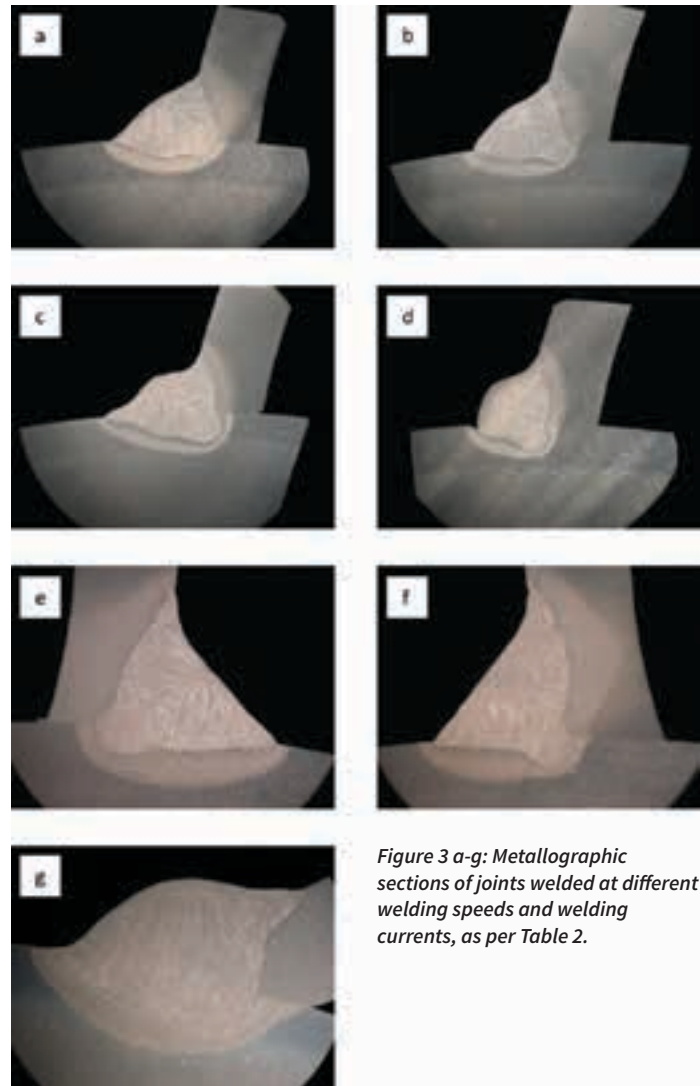 a
b
c
d
e
f
g
Figure 3 a-g: Metallographic
sections of joints welded at different
welding speeds and welding
currents, as per Table 2.